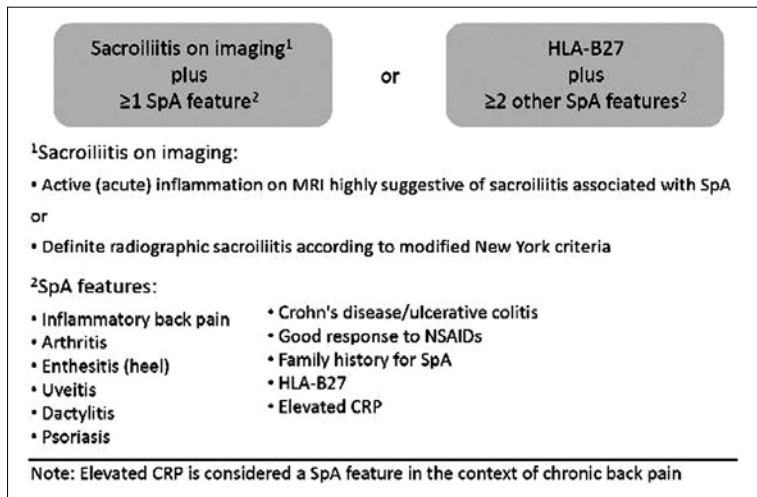 Sacroiliitis on imaging¹
plus
≥1 SpA feature²
or
HLA-B27
plus
≥2 other SpA features²
¹Sacroiliitis on imaging:
• Active (acute) inflammation on MRI highly suggestive of sacroiliitis associated with SpA
or
• Definite radiographic sacroiliitis according to modified New York criteria
²SpA features:
• Inflammatory back pain
• Arthritis
• Enthesitis (heel)
• Uveitis
• Dactylitis
• Psoriasis
• Crohn's disease/ulcerative colitis
• Good response to NSAIDs
• Family history for SpA
• HLA-B27
• Elevated CRP
Note: Elevated CRP is considered a SpA feature in the context of chronic back pain